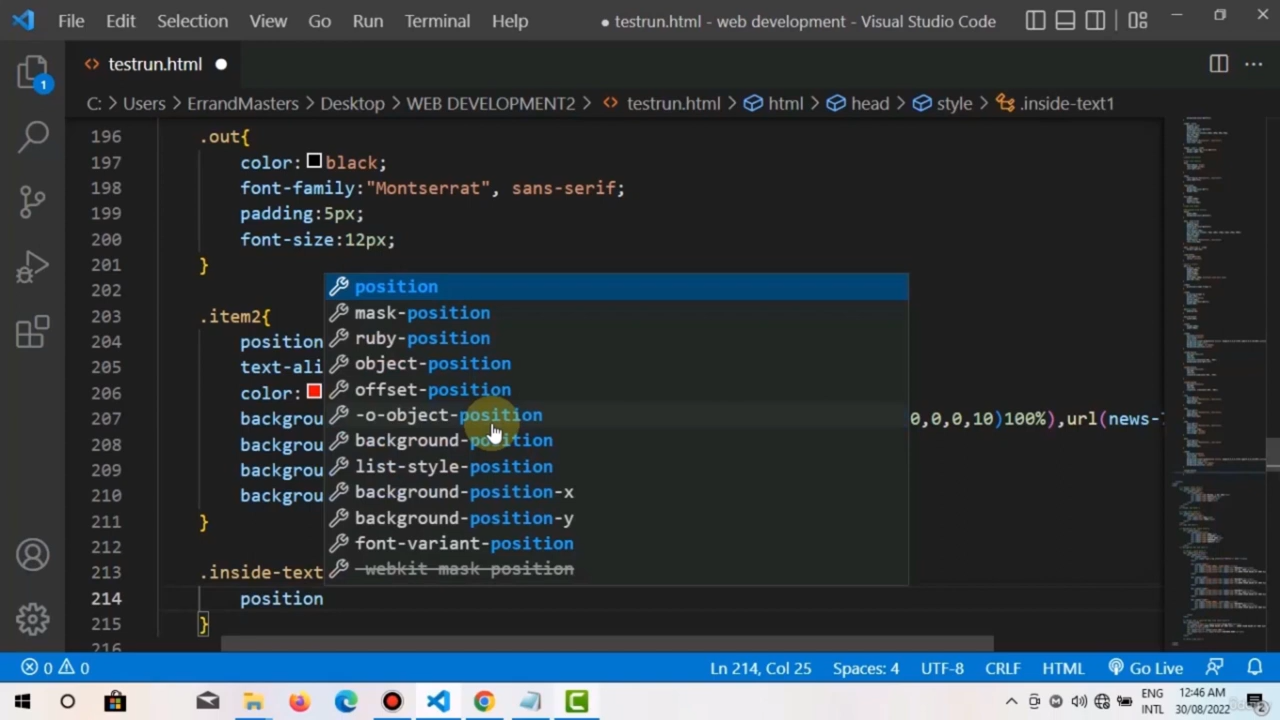 File Edit Selection View Go Run Terminal Help ● testrun.html - web development - Visual Studio Code
testrun.html
C: > Users > ErrandMasters > Desktop > WEB DEVELOPMENT2 > testrun.html > html > head > style > .inside-text1
1
196 .out{
197 color: black;
198 font-family:"Montserrat", sans-serif;
199 padding:5px;
200 font-size:12px;
201 }
202
203 .item2{
204 position
205 text-ali
206 color:
207 backgrou 0,0,0,10)100%),url(news-
208 backgrou
209 backgrou
210 backgrou
211 }
212
213 .inside-text
214 position
215 }
216
position
mask-position
ruby-position
object-position
offset-position
-o-object-position
background-position
list-style-position
background-position-x
background-position-y
font-variant-position
-webkit-mask-position
0 0 Ln 214, Col 25 Spaces: 4 UTF-8 CRLF HTML Go Live
ENG 12:46 AM
INTL 30/08/2022 2